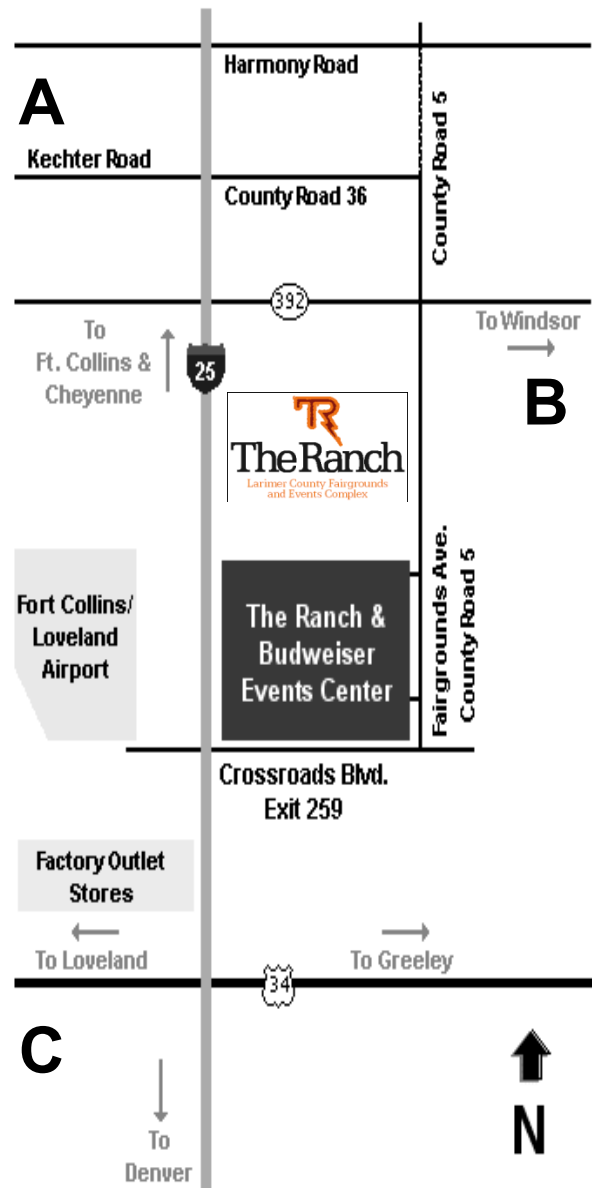 Harmony Road
A
County Road 5
Kechter Road
County Road 36
392
To Windsor
To
Ft. Collins &
Cheyenne
25
B
TR
The Ranch
Larimer County Fairgrounds
and Events Complex
Fairgrounds Ave.
County Road 5
Fort Collins/
Loveland
Airport
The Ranch &
Budweiser
Events Center
Crossroads Blvd.
Exit 259
Factory Outlet
Stores
To Loveland
To Greeley
34
C
N
To
Denver